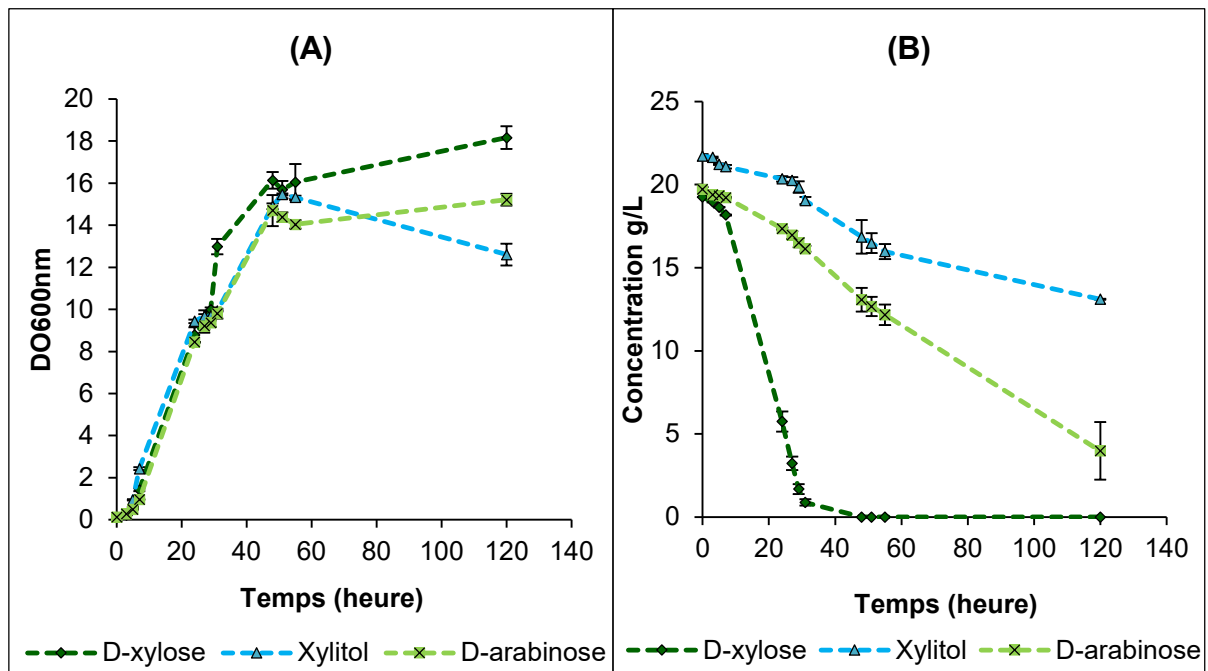 (A)
DO600nm
20
18
16
14
12
10
8
6
4
2
0
0 20 40 60 80 100 120 140
Temps (heure)
D-xylose Xylitol D-arabinose
(B)
Concentration g/L
25
20
15
10
5
0
0 20 40 60 80 100 120 140
Temps (heure)
D-xylose Xylitol D-arabinose